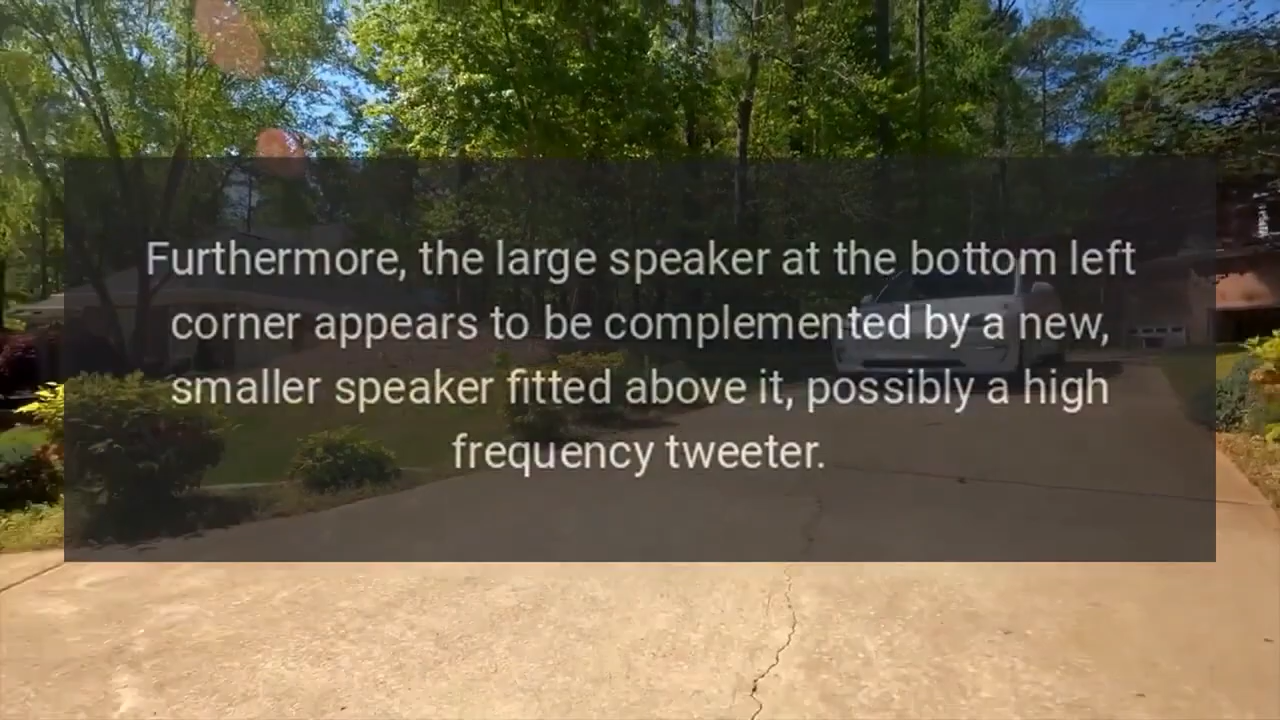 Furthermore, the large speaker at the bottom left
corner appears to be complemented by a new,
smaller speaker fitted above it, possibly a high
frequency tweeter.